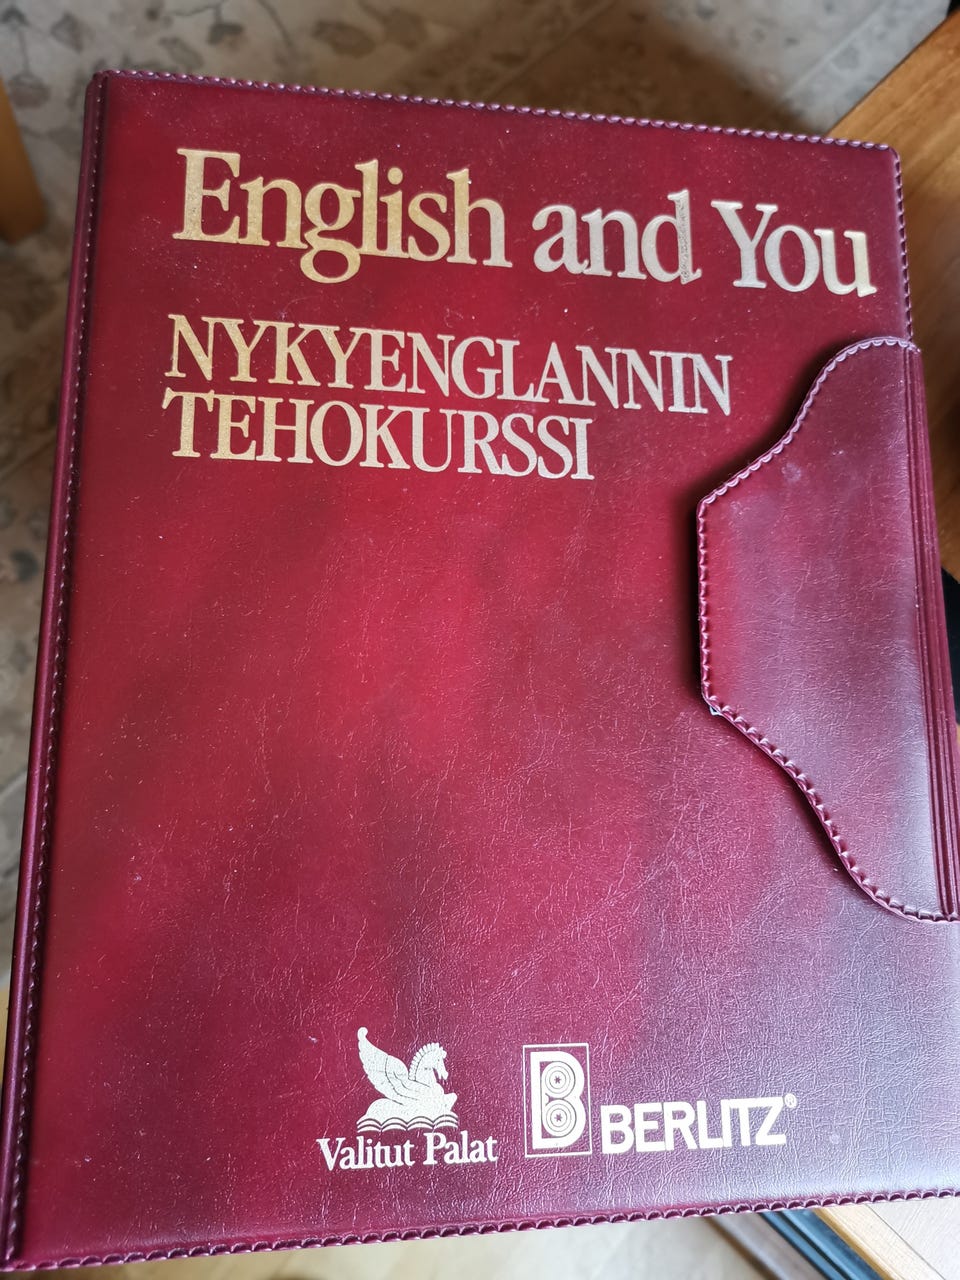 English and You
NYKYENGLANNIN
TEHOKURSSI
Valitut Palat
B BERLITZ®